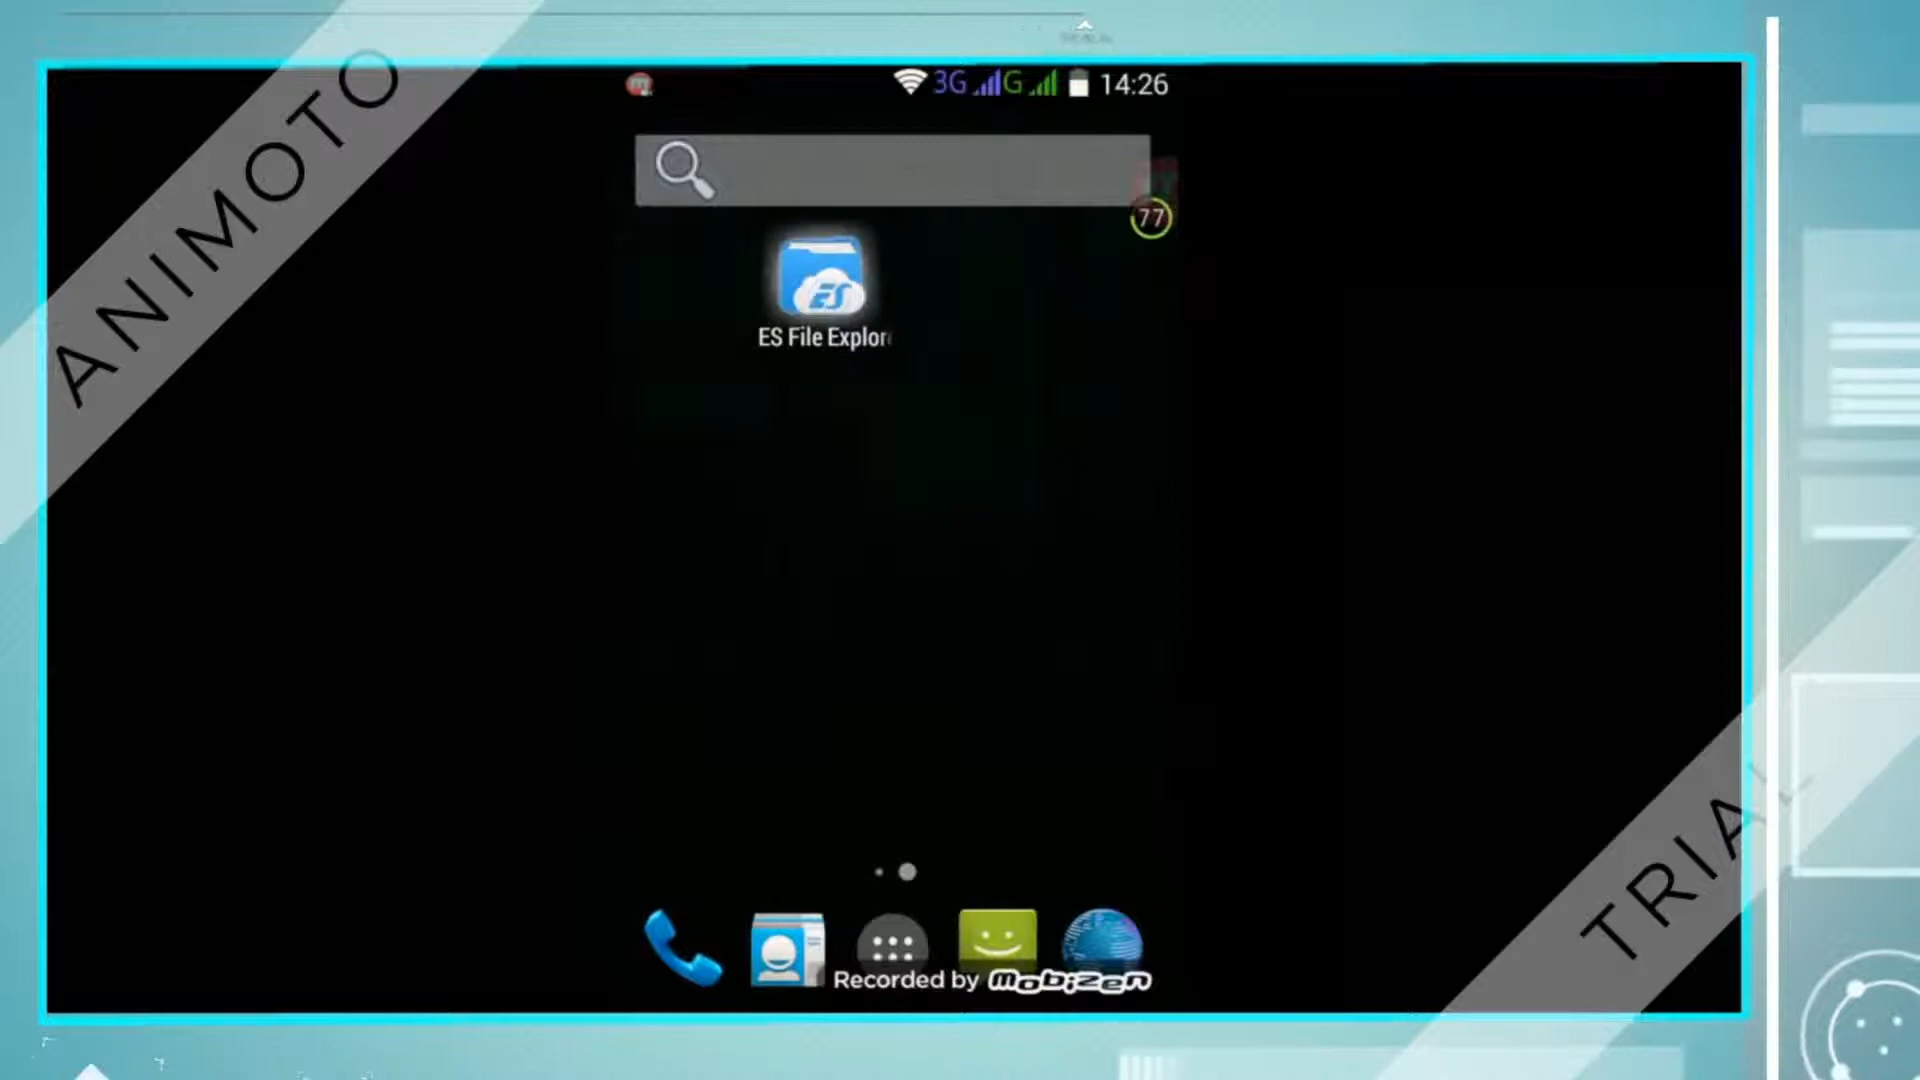 ANIMOTO
3G
G
14:26
77
ES File Explor
Recorded by mobizen
TRIAL